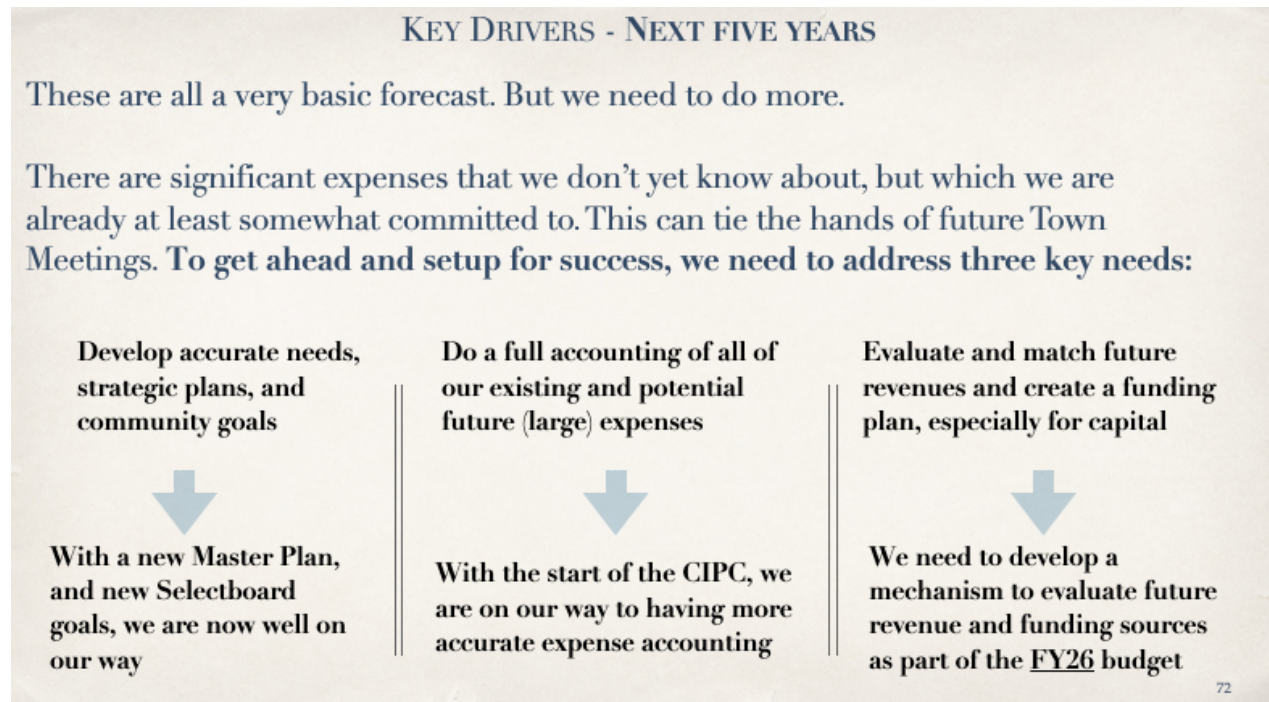 KEY DRIVERS - NEXT FIVE YEARS
These are all a very basic forecast. But we need to do more.
There are significant expenses that we don't yet know about, but which we are
already at least somewhat committed to. This can tie the hands of future Town
Meetings. To get ahead and setup for success, we need to address three key needs:
Develop accurate needs,
strategic plans, and
community goals
With a new Master Plan,
and new Selectboard
goals, we are now well on
our way
Do a full accounting of all of
our existing and potential
future (large) expenses
With the start of the CIPC, we
are on our way to having more
accurate expense accounting
Evaluate and match future
revenues and create a funding
plan, especially for capital
We need to develop a
mechanism to evaluate future
revenue and funding sources
as part of the FY26 budget
72